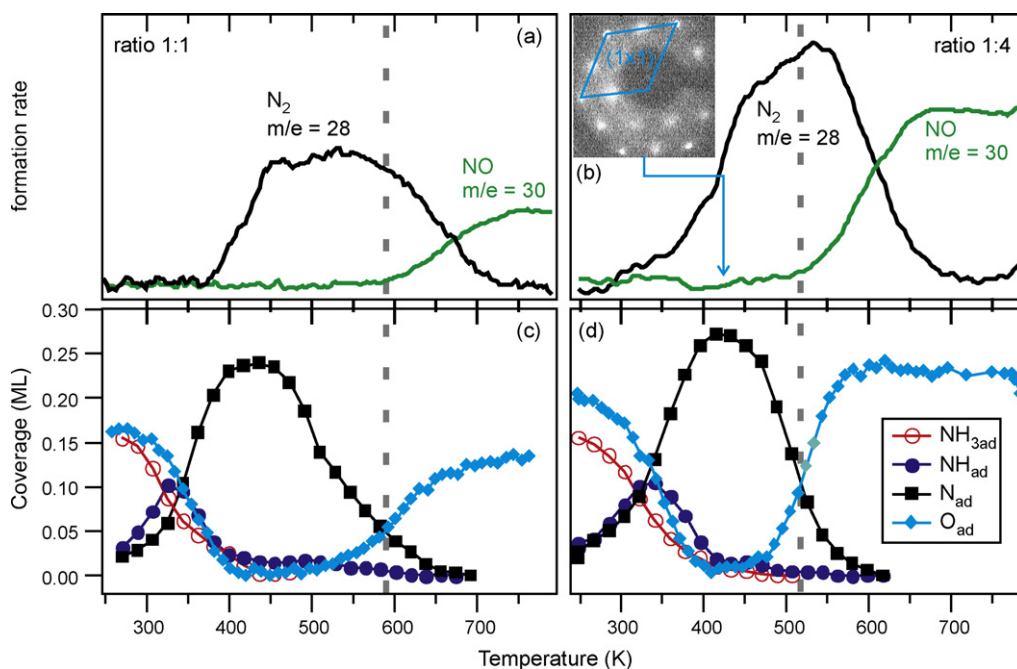 ratio 1:1
(a)
N2
m/e = 28
NO
m/e = 30
formation rate
(1x1)
ratio 1:4
N2
m/e = 28
NO
m/e = 30
(b)
0.30
0.25
0.20
0.15
0.10
0.05
0.00
Coverage (ML)
(c)
(d)
NH3ad
NHad
Nad
Oad
300 400 500 600 700
300 400 500 600 700
Temperature (K)